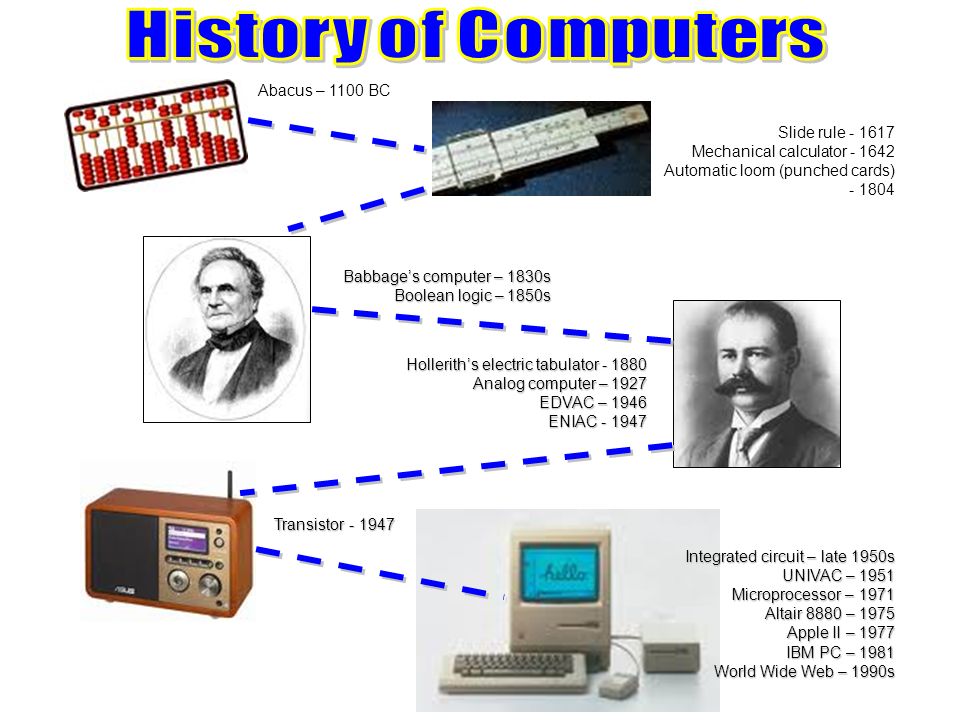 History of Computers
Abacus – 1100 BC
Slide rule - 1617
Mechanical calculator - 1642
Automatic loom (punched cards)
- 1804
Babbage’s computer – 1830s
Boolean logic – 1850s
Hollerith’s electric tabulator - 1880
Analog computer – 1927
EDVAC – 1946
ENIAC - 1947
Transistor - 1947
ASUS
hello
Integrated circuit – late 1950s
UNIVAC – 1951
Microprocessor – 1971
Altair 8880 – 1975
Apple II – 1977
IBM PC – 1981
World Wide Web – 1990s